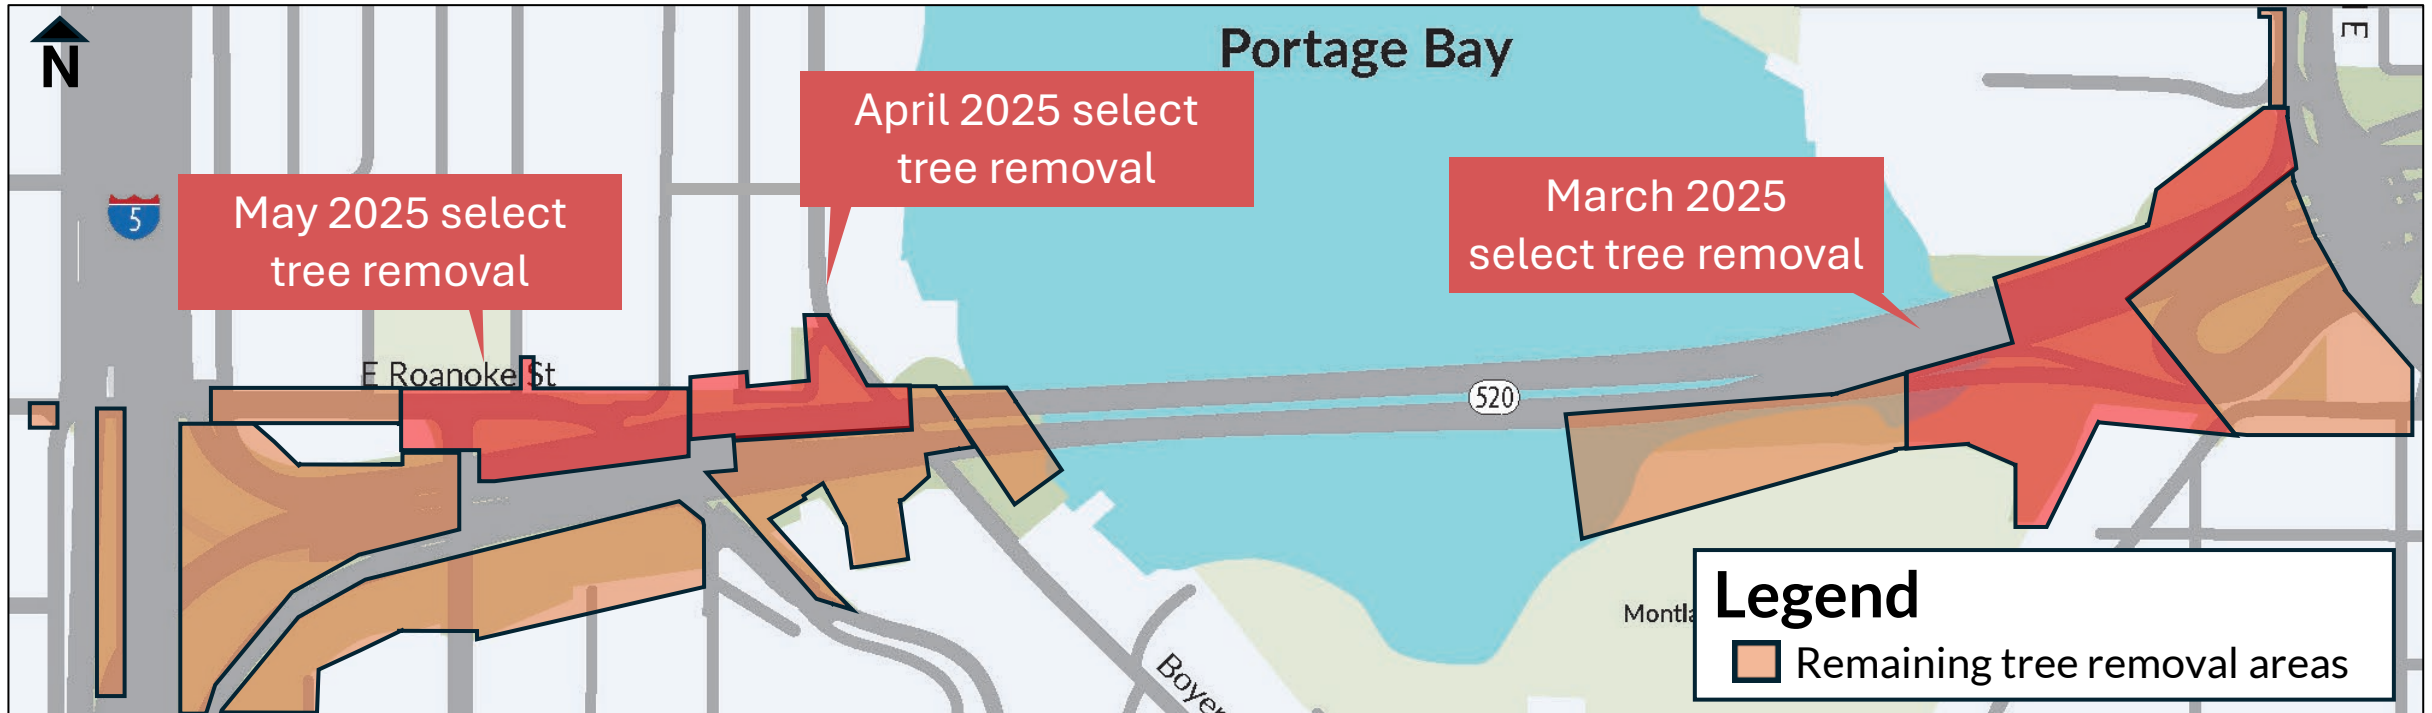 N
Portage Bay
E
April 2025 select
tree removal
March 2025
select tree removal
May 2025 select
tree removal
5
E Roanoke St
520
Legend
Remaining tree removal areas